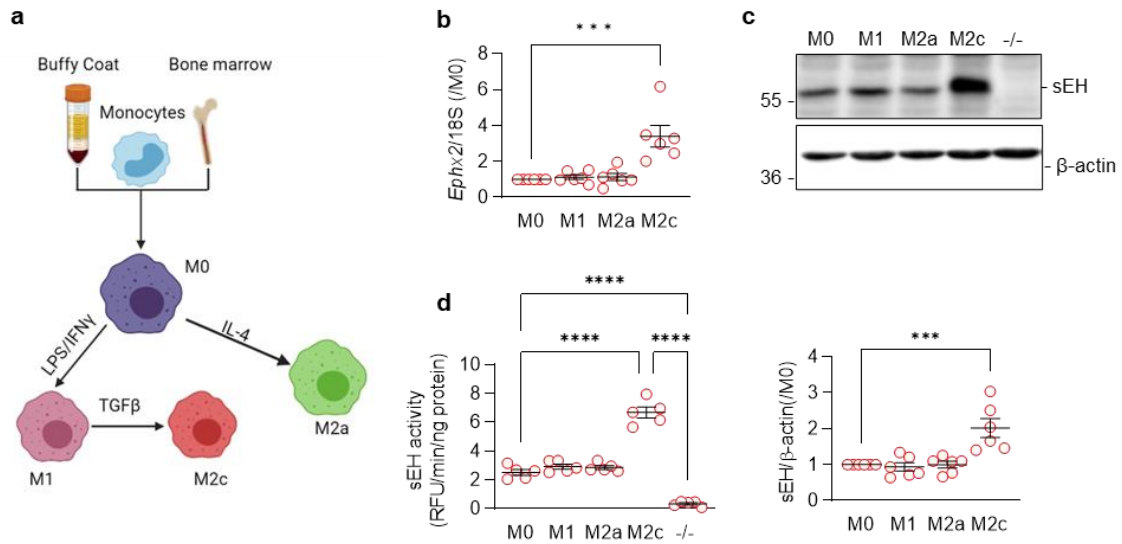 a
Buffy Coat
Bone marrow
Monocytes
M0
LPS/IFNγ
IL-4
TGFβ
M2a
M1
M2c
b
***
Ephx2/18S (/M0)
8
6
4
2
0
M0 M1 M2a M2c
c
M0 M1 M2a M2c -/-
sEH
55
β-actin
36
d
****
**** ****
sEH activity
(RFU/min/ng protein)
10
8
6
4
2
0
M0 M1 M2a M2c -/-
***
sEH/β-actin(/M0)
4
3
2
1
0
M0 M1 M2a M2c